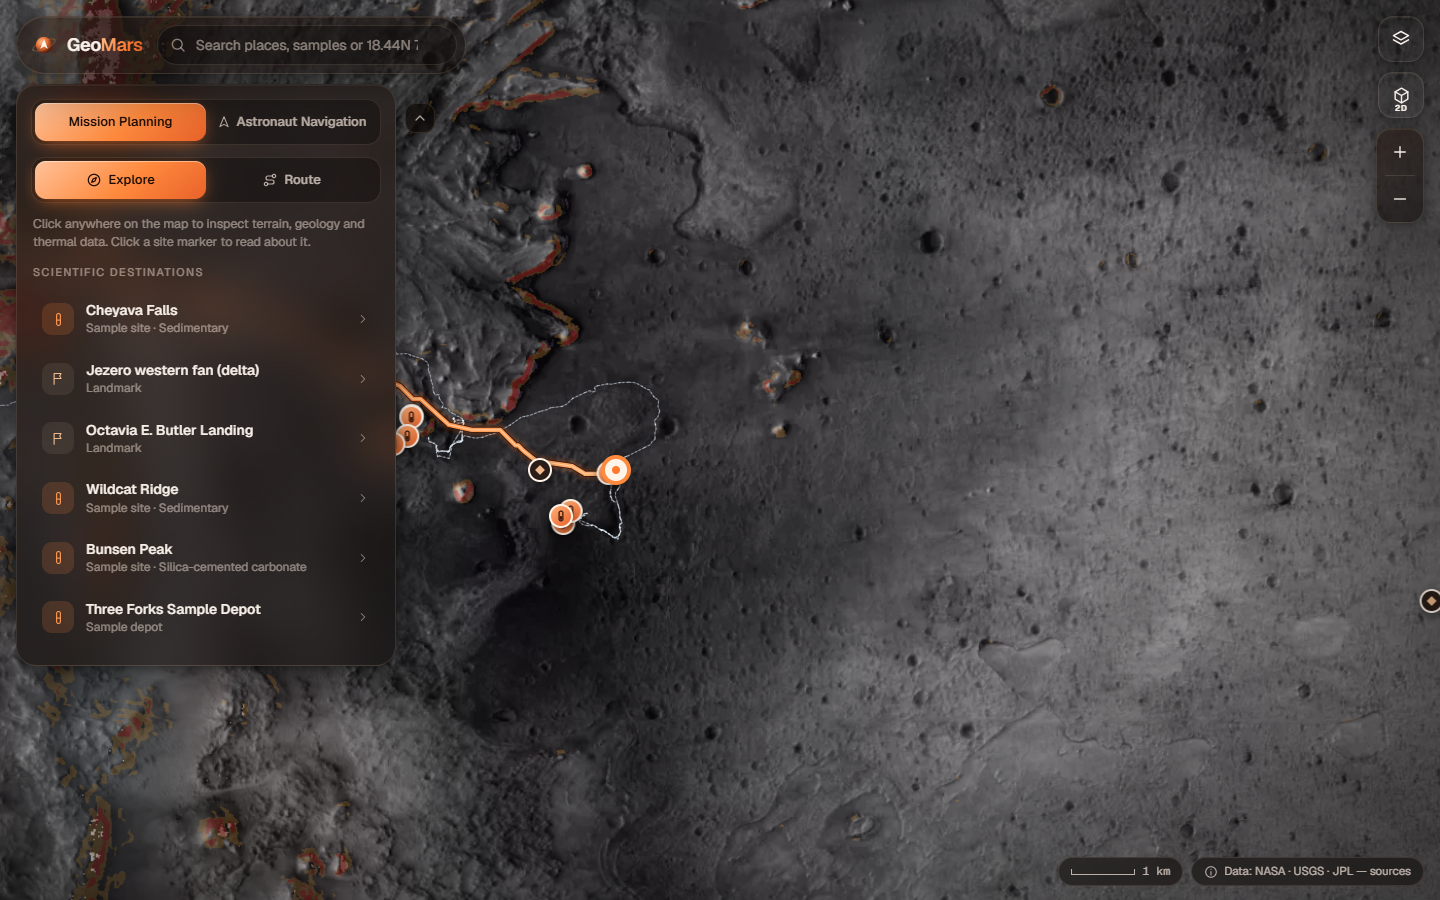 GeoMars
Search places, samples or 18.44N 7
Mission Planning
Astronaut Navigation
Explore
Route
Click anywhere on the map to inspect terrain, geology and
thermal data. Click a site marker to read about it.
SCIENTIFIC DESTINATIONS
Cheyava Falls
Sample site · Sedimentary
Jezero western fan (delta)
Landmark
Octavia E. Butler Landing
Landmark
Wildcat Ridge
Sample site · Sedimentary
Bunsen Peak
Sample site · Silica-cemented carbonate
Three Forks Sample Depot
Sample depot
2D
1 km
Data: NASA · USGS · JPL — sources